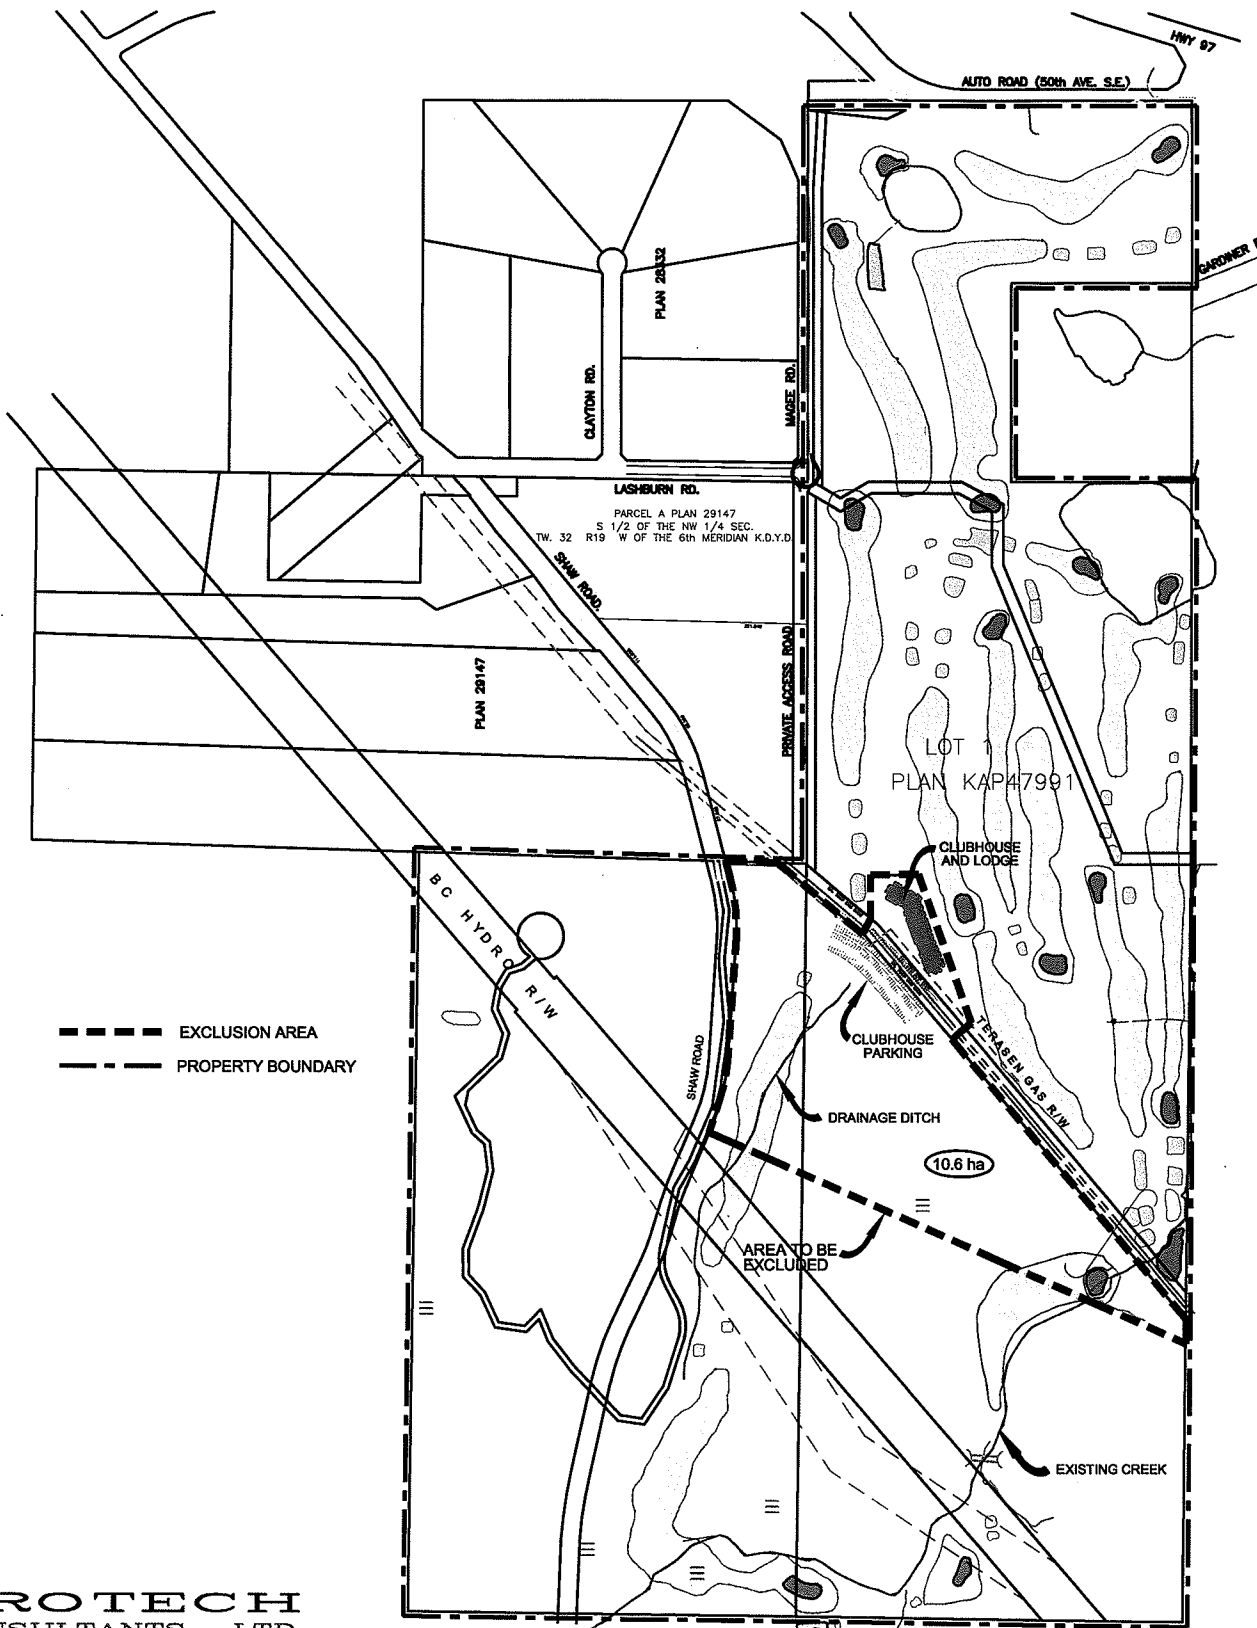 HWY 97
AUTO ROAD (50th AVE. S.E.)
PLAN 28332
CLAYTON RD.
MAGEE RD.
LASHBURN RD.
PARCEL A PLAN 29147
S 1/2 OF THE NW 1/4 SEC.
TW. 32 R19 W OF THE 6th MERIDIAN K.D.Y.D.
SHAW ROAD.
PLAN 29147
PRIVATE ACCESS ROAD
LOT 1
PLAN KAP47991
CLUBHOUSE
AND LODGE
BC HYDRO R/W
EXCLUSION AREA
PROPERTY BOUNDARY
SHAW ROAD
CLUBHOUSE
PARKING
TERASEN GAS R/W
DRAINAGE DITCH
10.6 ha
AREA TO BE
EXCLUDED
EXISTING CREEK
ROTECH
NSULTANTS LTD